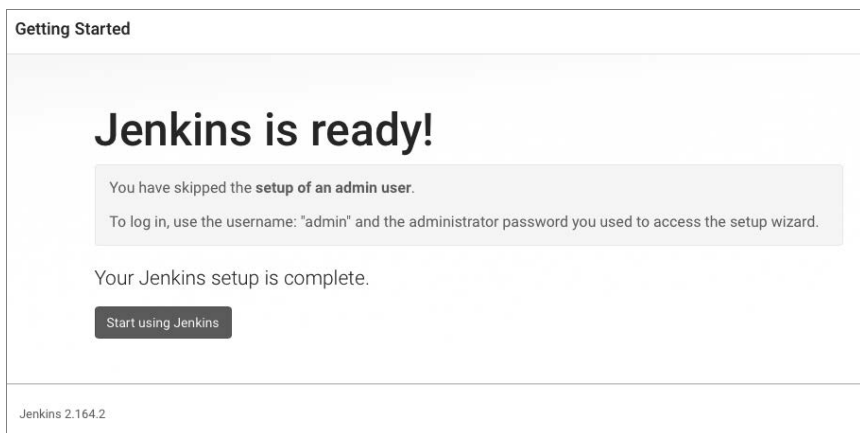 Getting Started
Jenkins is ready!
You have skipped the setup of an admin user.
To log in, use the username: "admin" and the administrator password you used to access the setup wizard.
Your Jenkins setup is complete.
Start using Jenkins
Jenkins 2.164.2